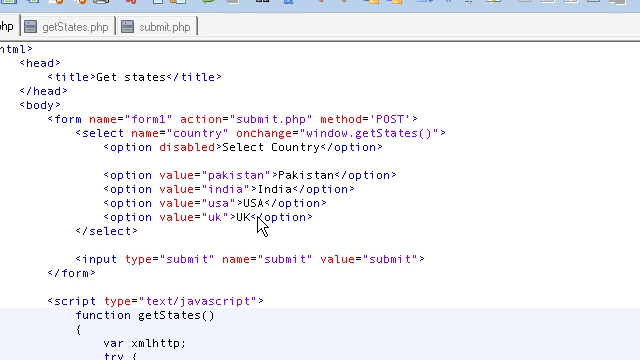 php getStates.php submit.php
html>
<head>
<title>Get states</title>
</head>
<body>
<form name="form1" action="submit.php" method='POST'>
<select name="country" onchange="window.getStates()">
<option disabled>Select Country</option>
<option value="pakistan">Pakistan</option>
<option value="india">India</option>
<option value="usa">USA</option>
<option value="uk">UK</option>
</select>
<input type="submit" name="submit" value="submit">
</form>
<script type="text/javascript">
function getStates()
{
var xmlhttp;
try {